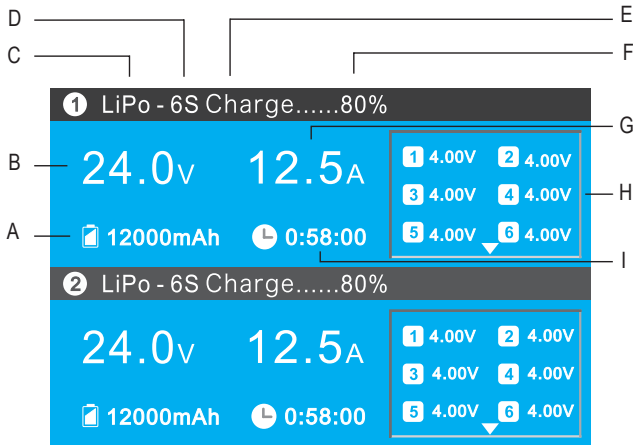 D E
C F
1 LiPo - 6S Charge......80%
G
B 24.0V 12.5A 1 4.00V 2 4.00V
3 4.00V 4 4.00V H
A 12000mAh 0:58:00 5 4.00V 6 4.00V
I
2 LiPo - 6S Charge......80%
24.0V 12.5A 1 4.00V 2 4.00V
3 4.00V 4 4.00V
12000mAh 0:58:00 5 4.00V 6 4.00V